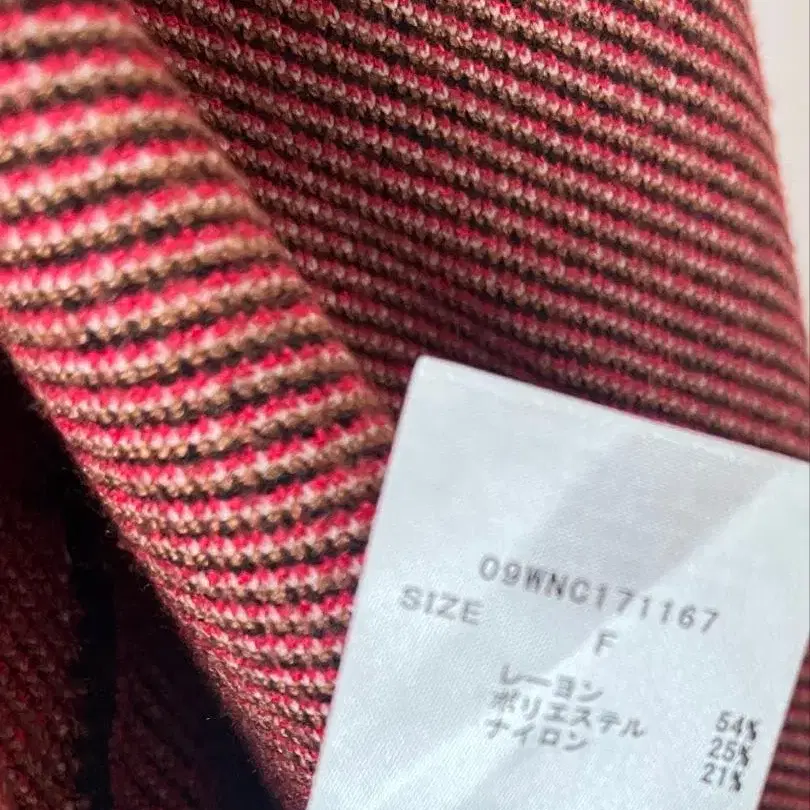 09WNC171167
SIZE F
レーヨン 54%
ポリエステル 25%
ナイロン 21%